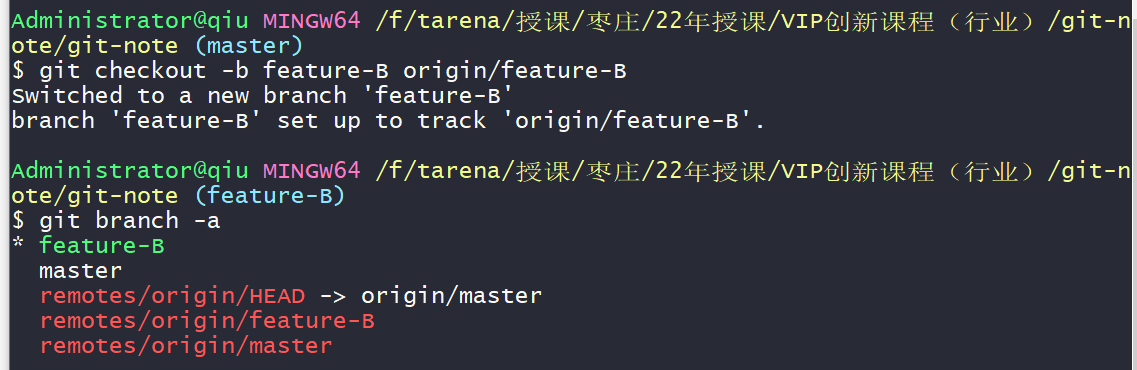 Administrator@qiu MINGW64 /f/tarena/授课/枣庄/22年授课/VIP创新课程（行业）/git-n
ote/git-note (master)
$ git checkout -b feature-B origin/feature-B
Switched to a new branch 'feature-B'
branch 'feature-B' set up to track 'origin/feature-B'.
Administrator@qiu MINGW64 /f/tarena/授课/枣庄/22年授课/VIP创新课程（行业）/git-n
ote/git-note (feature-B)
$ git branch -a
* feature-B
  master
  remotes/origin/HEAD -> origin/master
  remotes/origin/feature-B
  remotes/origin/master